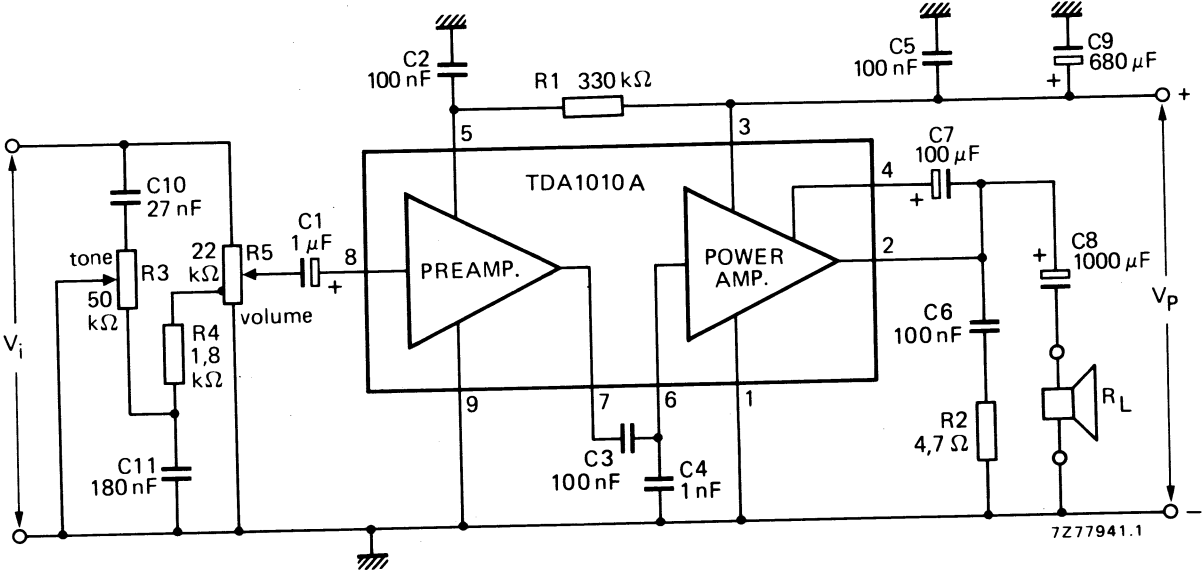 C2
100 nF
R1 330 kΩ
C5
100 nF
C9
680 µF
+
+
5
3
C7
100 µF
+
4
TDA1010A
C10
27 nF
C1
1 µF
+
8
22
kΩ
R5
tone
R3
50
kΩ
volume
PREAMP.
POWER
AMP.
2
C8
1000 µF
+
Vi
VP
R4
1,8
kΩ
C6
100 nF
9
7
6
1
RL
R2
4,7 Ω
C3
100 nF
C4
1 nF
C11
180 nF
−
7Z77941.1